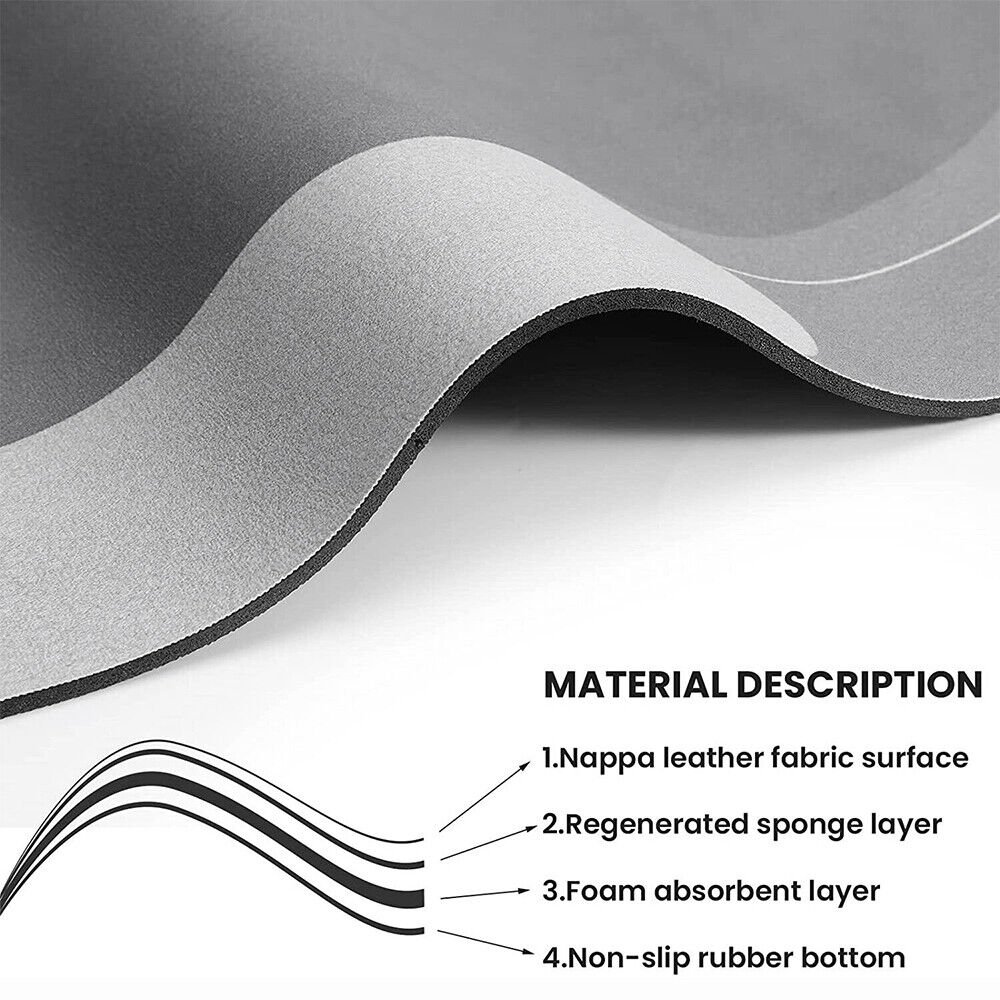 MATERIAL DESCRIPTION
1.Nappa leather fabric surface
2.Regenerated sponge layer
3.Foam absorbent layer
4.Non-slip rubber bottom